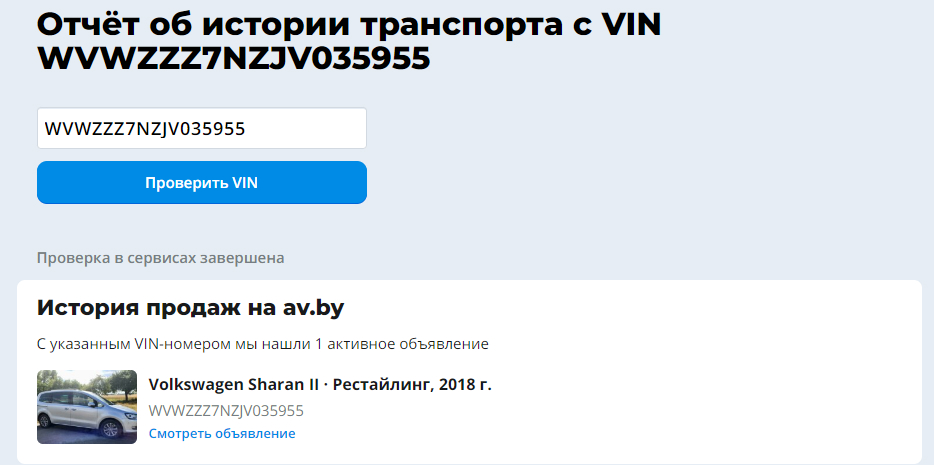 Отчёт об истории транспорта с VIN
WVWZZZ7NZJV035955
WVWZZZ7NZJV035955
Проверить VIN
Проверка в сервисах завершена
История продаж на av.by
С указанным VIN-номером мы нашли 1 активное объявление
Volkswagen Sharan II · Рестайлинг, 2018 г.
WVWZZZ7NZJV035955
Смотреть объявление